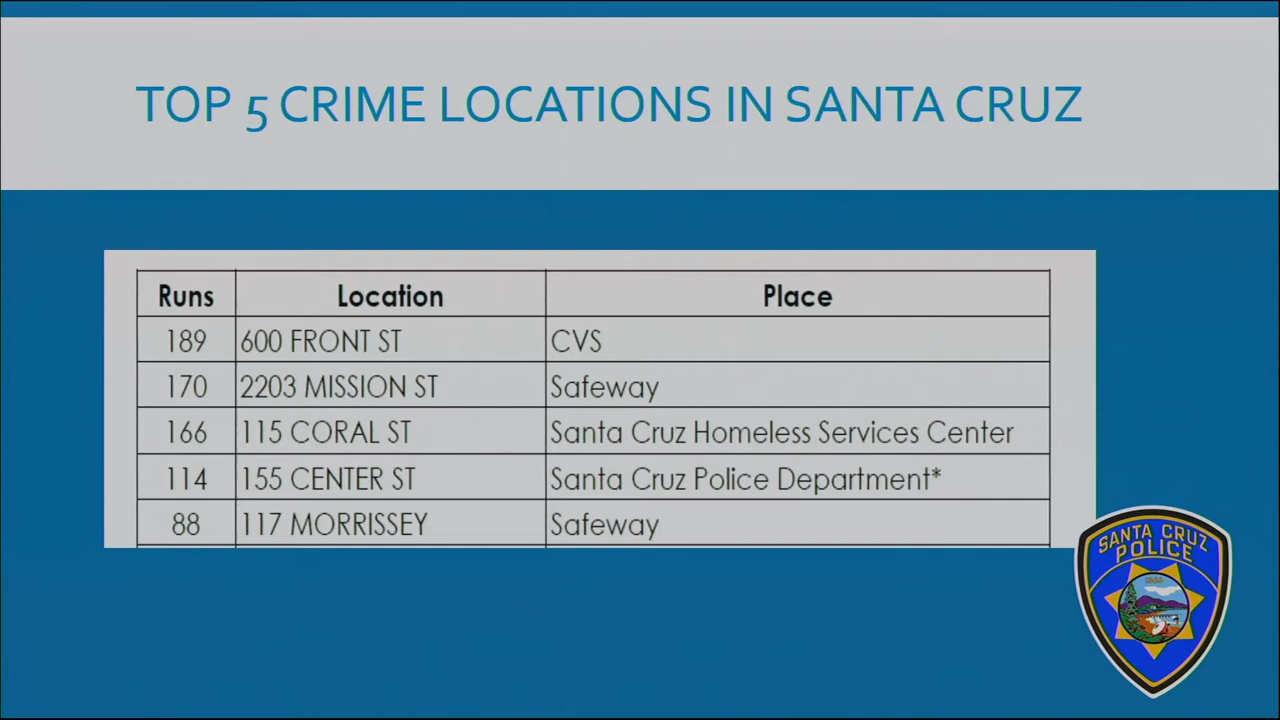 TOP 5 CRIME LOCATIONS IN SANTA CRUZ
Runs Location Place
189 600 FRONT ST CVS
170 2203 MISSION ST Safeway
166 115 CORAL ST Santa Cruz Homeless Services Center
114 155 CENTER ST Santa Cruz Police Department*
88 117 MORRISSEY Safeway
SANTA CRUZ
POLICE